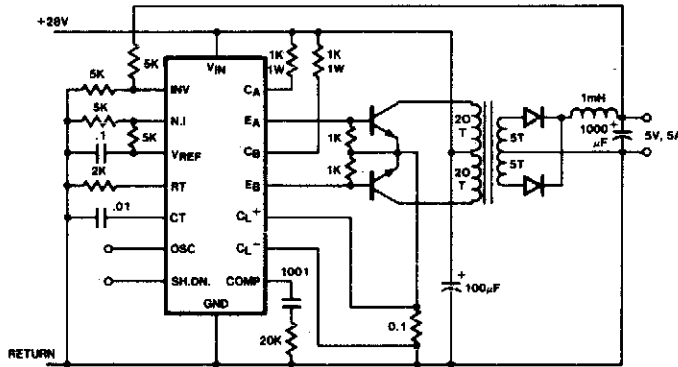 +28V
5K
5K
INV
5K
N.I
5K
.1
VREF
2K
RT
.01
CT
OSC
SH.DN.
GND
VIN
1K
1W
1K
1W
CA
EA
CB
EB
CL+
CL-
COMP
1K
1K
1001
20K
0.1
+
100µF
20
T
20
T
5T
5T
1mH
1000
µF
+
5V, 5A
RETURN